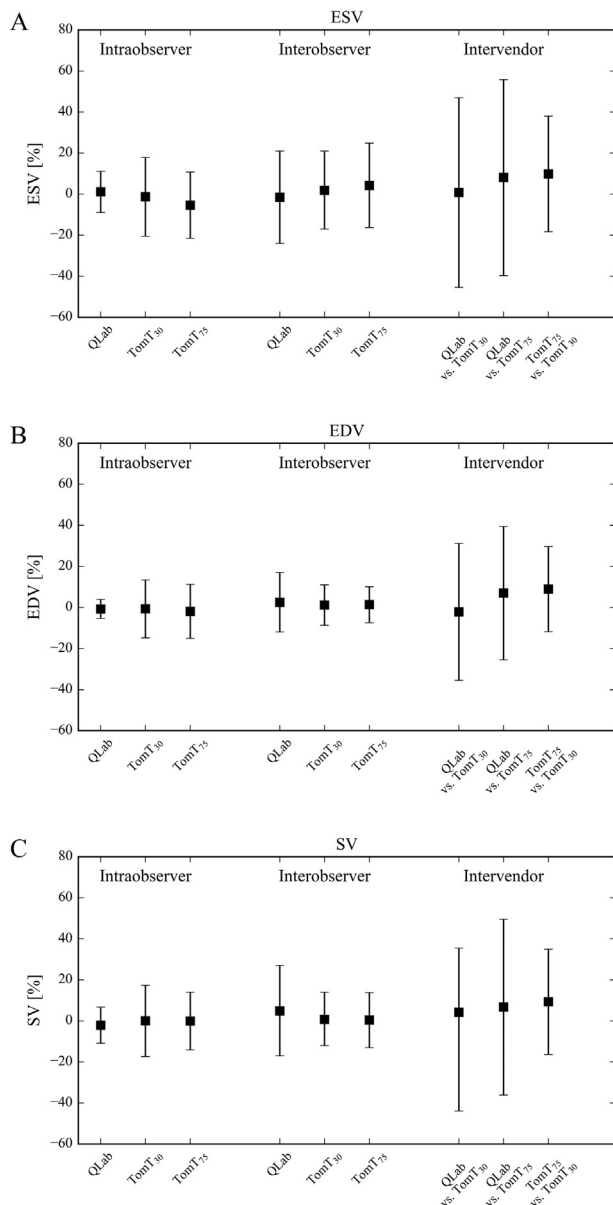 A
ESV
80
Intraobserver Interobserver Intervendor
60
40
20
0
−20
−40
−60
ESV [%]
QLab TomT₃₀ TomT₇₅ QLab TomT₃₀ TomT₇₅ QLab vs. TomT₃₀ QLab vs. TomT₇₅ TomT₇₅ vs. TomT₃₀
B
EDV
80
Intraobserver Interobserver Intervendor
60
40
20
0
−20
−40
−60
EDV [%]
QLab TomT₃₀ TomT₇₅ QLab TomT₃₀ TomT₇₅ QLab vs. TomT₃₀ QLab vs. TomT₇₅ TomT₇₅ vs. TomT₃₀
C
SV
80
Intraobserver Interobserver Intervendor
60
40
20
0
−20
−40
−60
SV [%]
QLab TomT₃₀ TomT₇₅ QLab TomT₃₀ TomT₇₅ QLab vs. TomT₃₀ QLab vs. TomT₇₅ TomT₇₅ vs. TomT₃₀